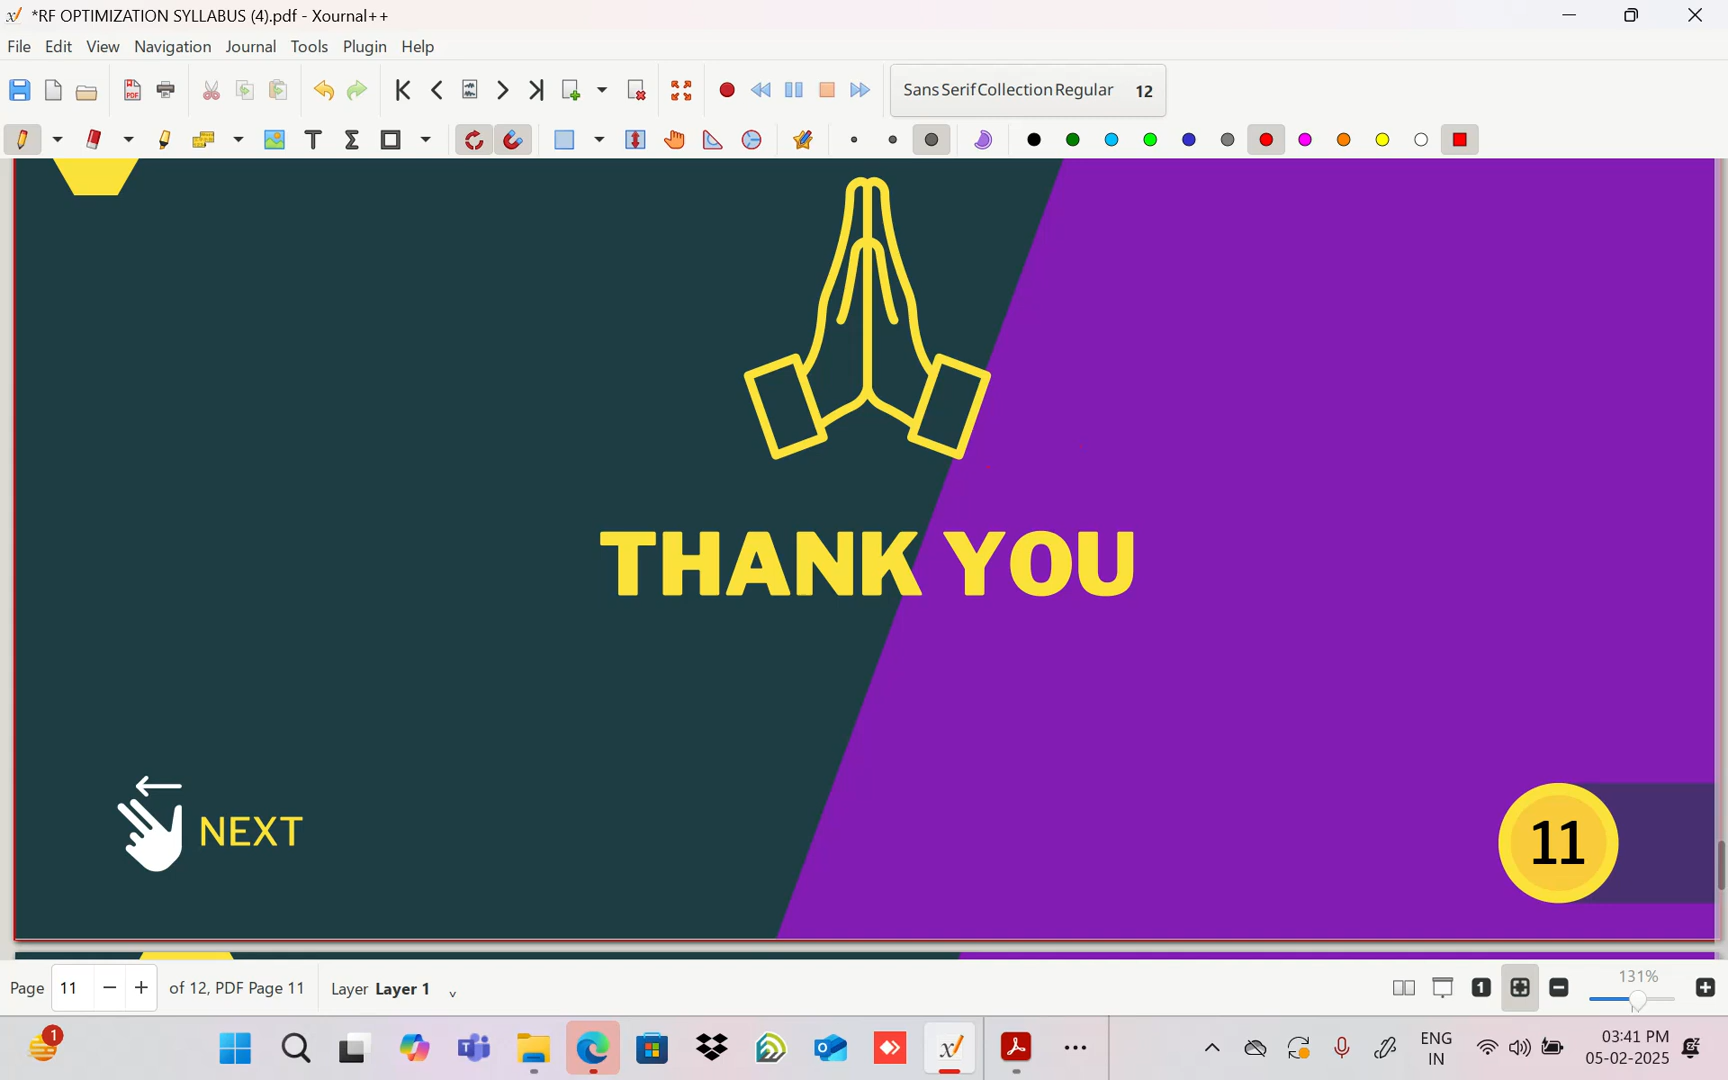 *RF OPTIMIZATION SYLLABUS (4).pdf - Xournal++
File Edit View Navigation Journal Tools Plugin Help
Sans Serif Collection Regular 12
THANK YOU
NEXT
11
Page 11 of 12, PDF Page 11 Layer Layer 1 131%
1
ENG
IN
03:41 PM
05-02-2025